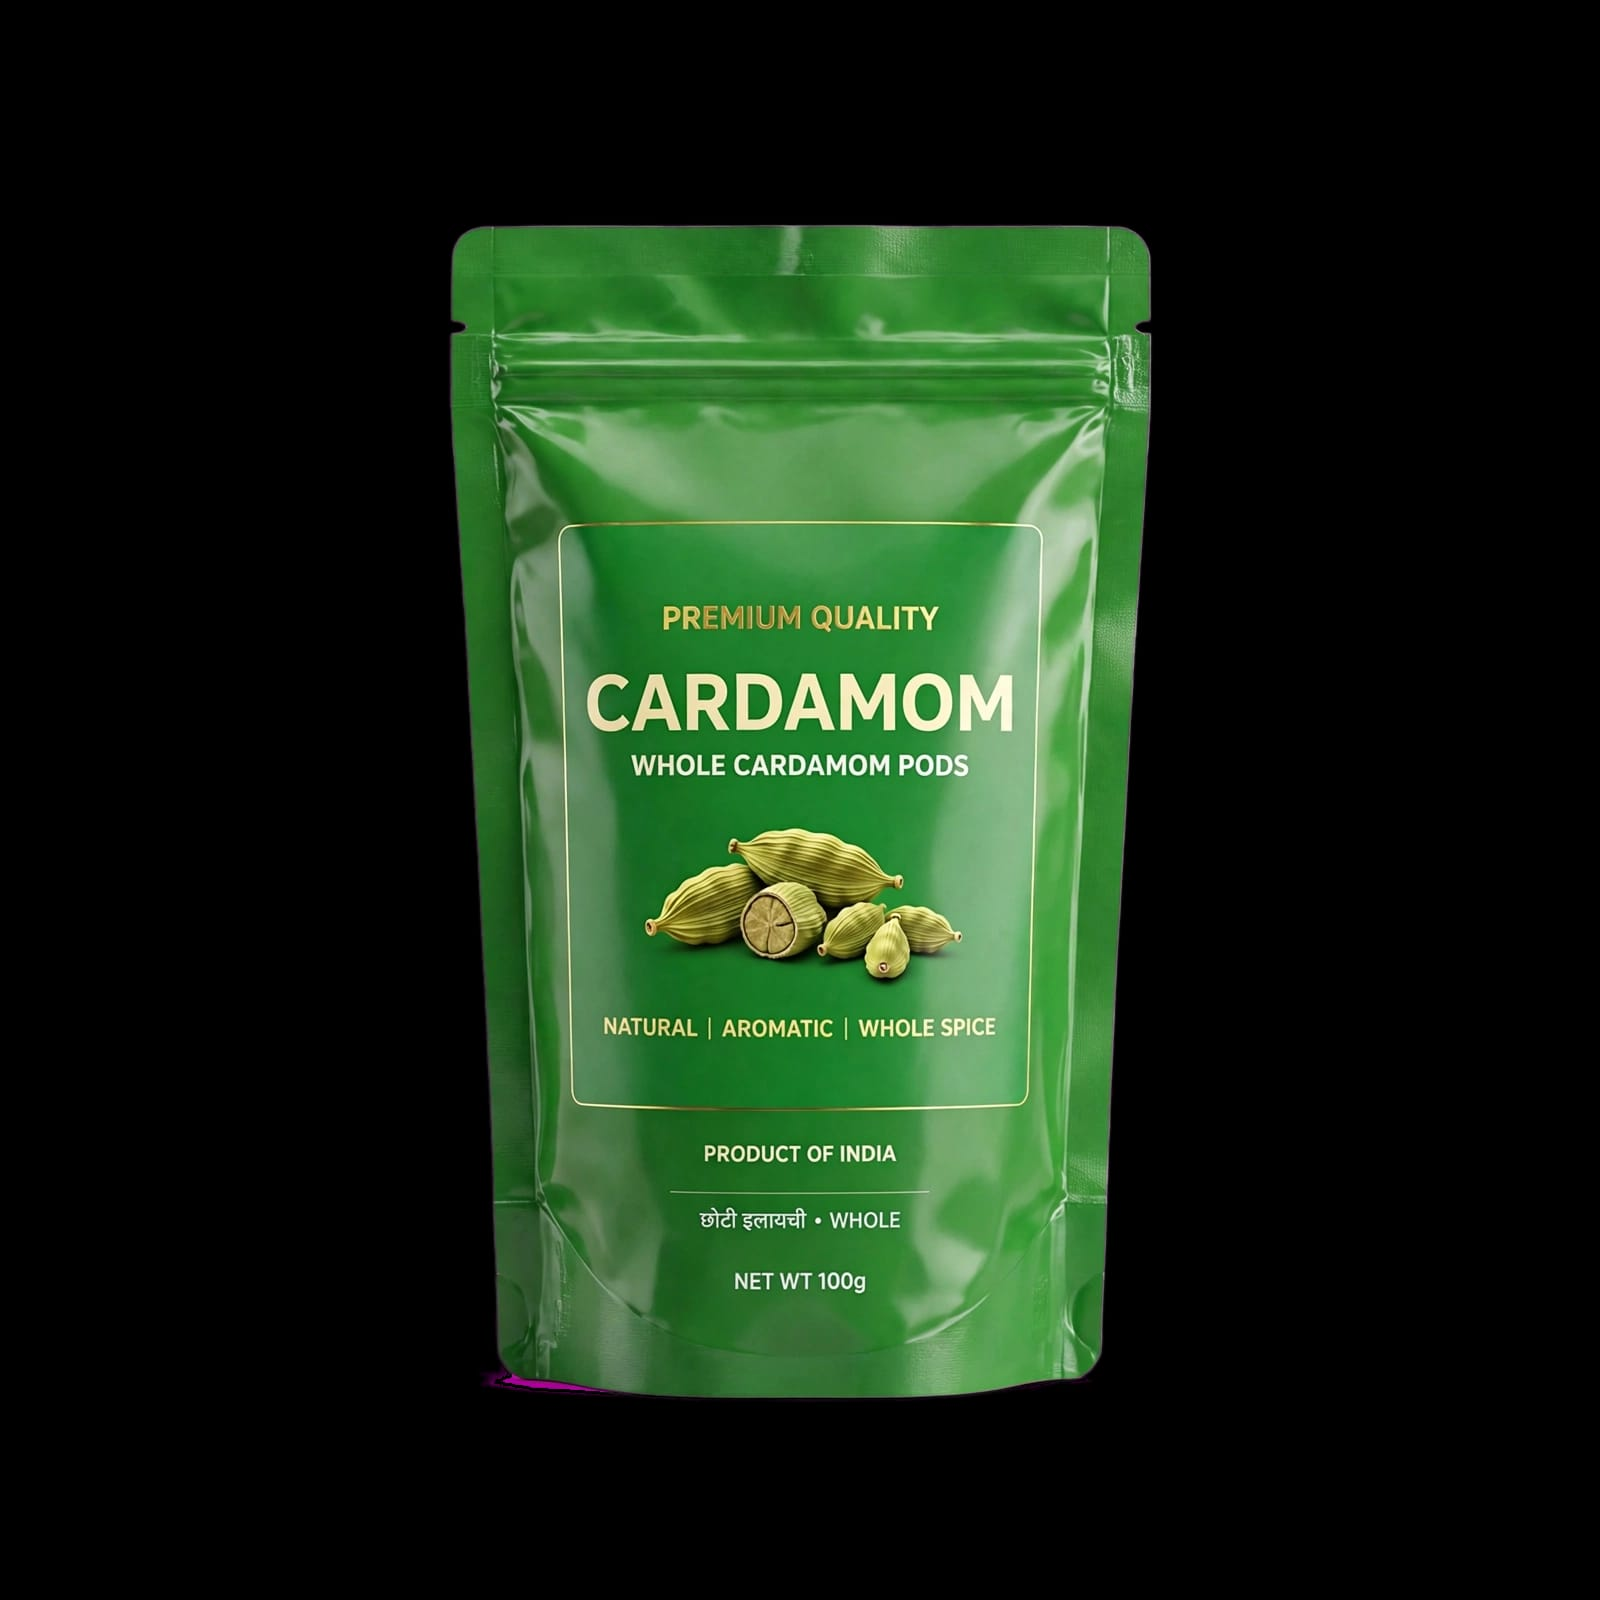 PREMIUM QUALITY
CARDAMOM
WHOLE CARDAMOM PODS
NATURAL | AROMATIC | WHOLE SPICE
PRODUCT OF INDIA
छोटी इलायची • WHOLE
NET WT 100g